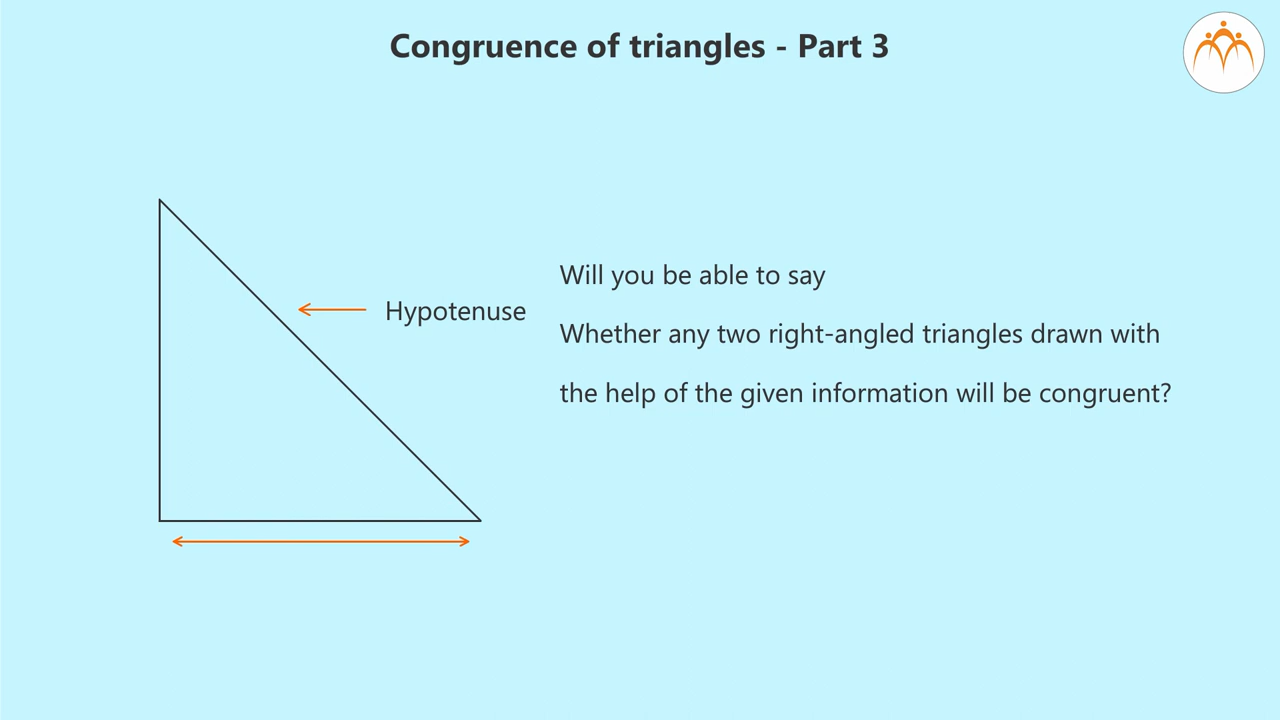 Congruence of triangles - Part 3
Hypotenuse
Will you be able to say
Whether any two right-angled triangles drawn with
the help of the given information will be congruent?